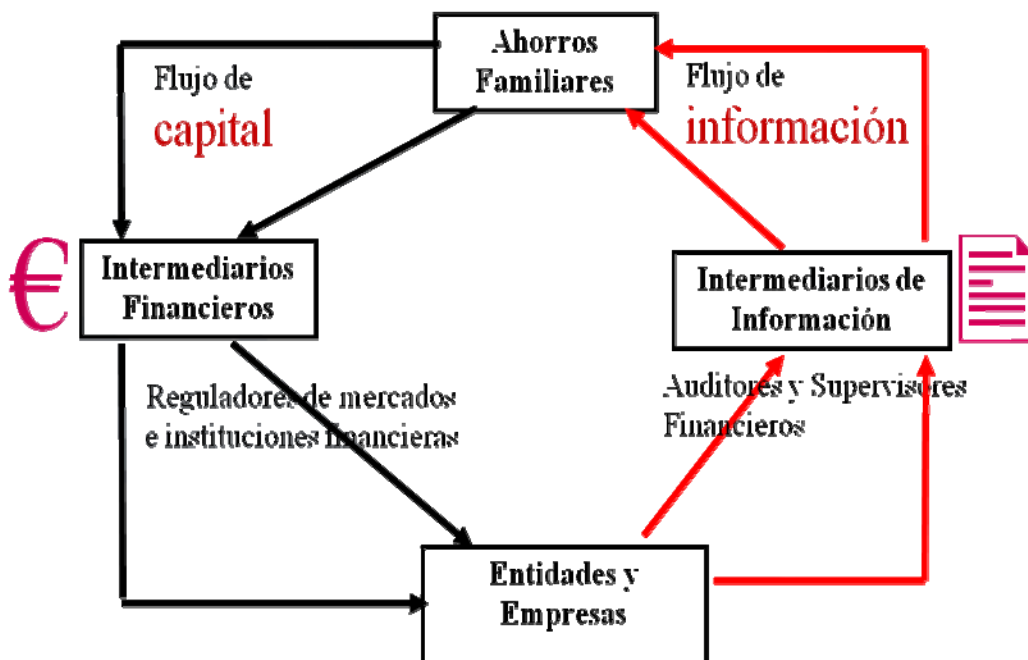 Ahorros
Familiares
Flujo de
capital
Flujo de
información
€
Intermediarios
Financieros
Intermediarios de
Información
Reguladores de mercados
e instituciones financieras
Auditores y Supervisores
Financieros
Entidades y
Empresas